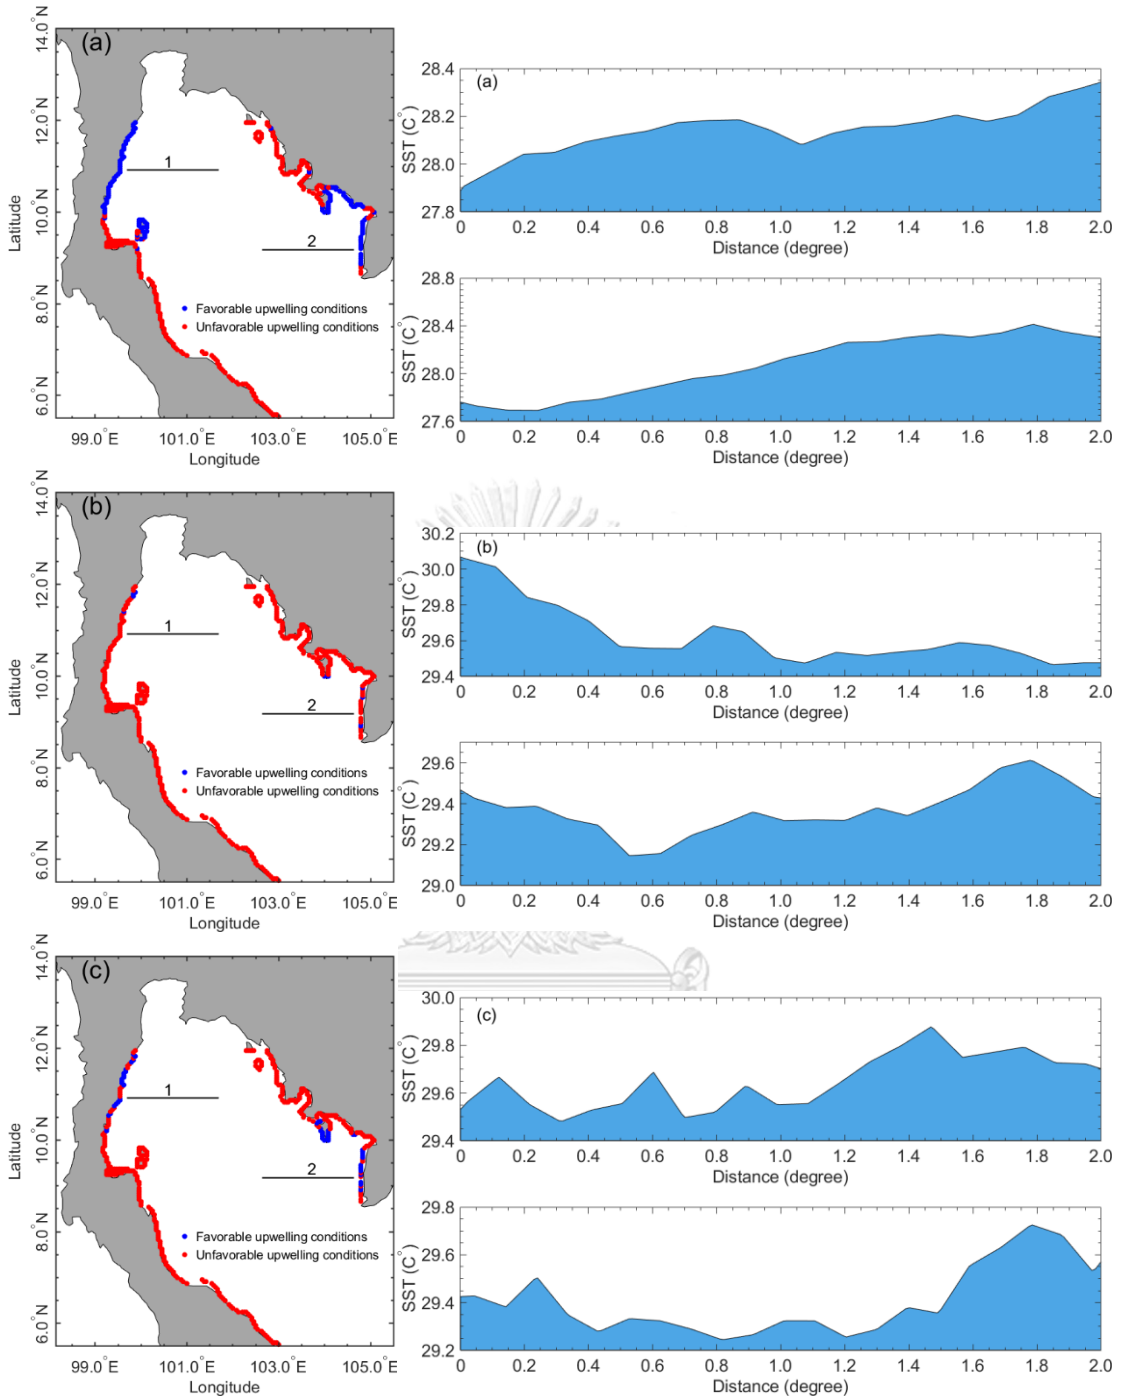 (a)
14.0°N
12.0°N
10.0°N
8.0°N
6.0°N
Latitude
1
2
Favorable upwelling conditions
Unfavorable upwelling conditions
99.0°E 101.0°E 103.0°E 105.0°E
Longitude
(a)
28.4
28.2
28.0
27.8
SST (C°)
0 0.2 0.4 0.6 0.8 1.0 1.2 1.4 1.6 1.8 2.0
Distance (degree)
28.8
28.4
28.0
27.6
SST (C°)
0 0.2 0.4 0.6 0.8 1.0 1.2 1.4 1.6 1.8 2.0
Distance (degree)
(b)
14.0°N
12.0°N
10.0°N
8.0°N
6.0°N
Latitude
1
2
Favorable upwelling conditions
Unfavorable upwelling conditions
99.0°E 101.0°E 103.0°E 105.0°E
Longitude
(b)
30.2
30.0
29.8
29.6
29.4
SST (C°)
0 0.2 0.4 0.6 0.8 1.0 1.2 1.4 1.6 1.8 2.0
Distance (degree)
29.6
29.4
29.2
29.0
SST (C°)
0 0.2 0.4 0.6 0.8 1.0 1.2 1.4 1.6 1.8 2.0
Distance (degree)
(c)
14.0°N
12.0°N
10.0°N
8.0°N
6.0°N
Latitude
1
2
Favorable upwelling conditions
Unfavorable upwelling conditions
99.0°E 101.0°E 103.0°E 105.0°E
Longitude
(c)
30.0
29.8
29.6
29.4
SST (C°)
0 0.2 0.4 0.6 0.8 1.0 1.2 1.4 1.6 1.8 2.0
Distance (degree)
29.8
29.6
29.4
29.2
SST (C°)
0 0.2 0.4 0.6 0.8 1.0 1.2 1.4 1.6 1.8 2.0
Distance (degree)